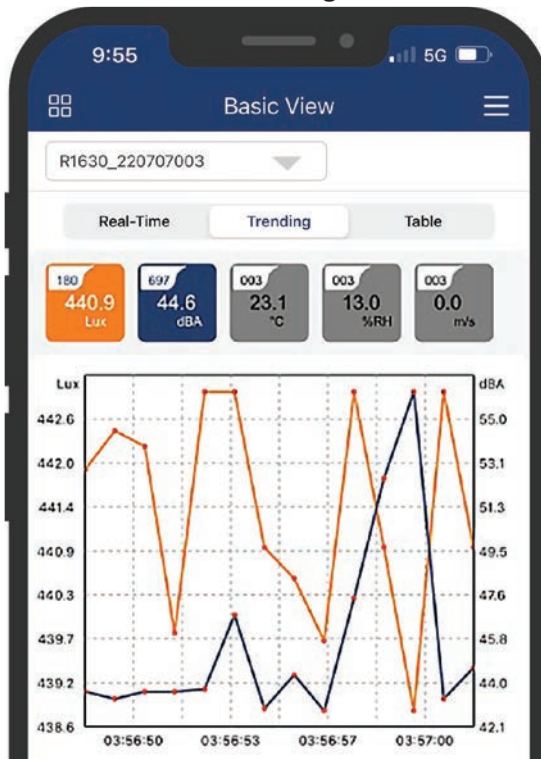 9:55 5G
Basic View
R1630_220707003
Real-Time Trending Table
180 697 003 003 003
440.9 44.6 23.1 13.0 0.0
Lux dBA °C %RH m/s
Lux dBA
442.6 55.0
442.0 53.1
441.4 51.3
440.9 49.5
440.3 47.6
439.7 45.8
439.2 44.0
438.6 42.1
03:56:50 03:56:53 03:56:57 03:57:00